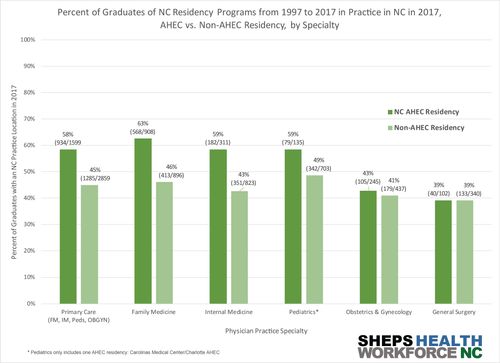 Percent of Graduates of NC Residency Programs from 1997 to 2017 in Practice in NC in 2017,
AHEC vs. Non-AHEC Residency, by Specialty
Percent of Graduates with an NC Practice Location in 2017
100%
90%
80%
70%
60%
50%
40%
30%
20%
10%
0%
NC AHEC Residency
Non-AHEC Residency
58%
(934/1599
45%
(1285/2859
63%
(568/908)
46%
(413/896)
59%
(182/311)
43%
(351/823)
59%
(79/135)
49%
(342/703)
43%
(105/245)
41%
(179/437)
39%
(40/102)
39%
(133/340)
Primary Care
(FM, IM, Peds, OBGYN)
Family Medicine
Internal Medicine
Pediatrics*
Obstetrics & Gynecology
General Surgery
Physician Practice Specialty
* Pediatrics only includes one AHEC residency: Carolinas Medical Center/Charlotte AHEC
SHEPS HEALTH
WORKFORCE NC